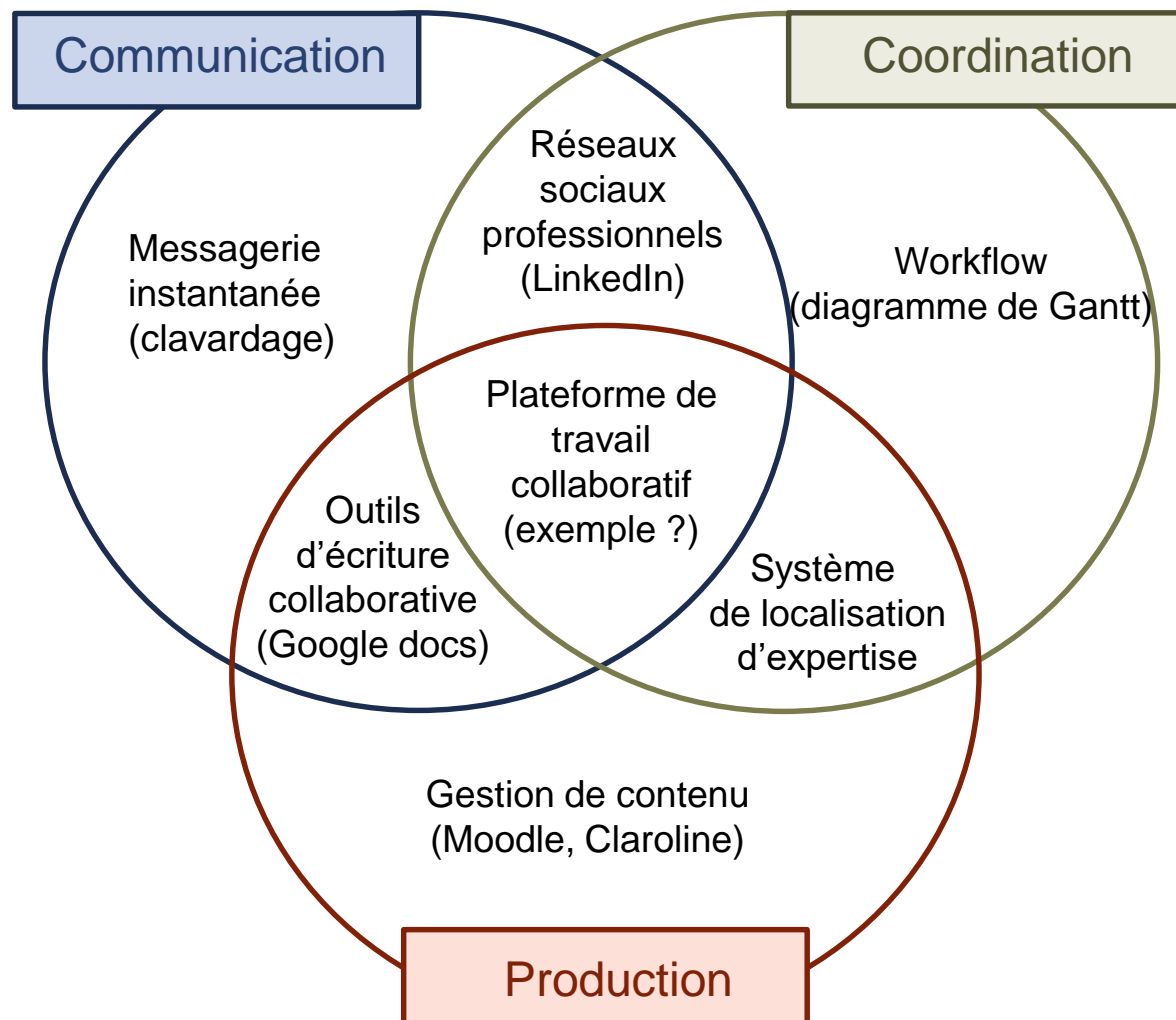 Communication
Coordination
Réseaux
sociaux
professionnels
(LinkedIn)
Messagerie
instantanée
(clavardage)
Workflow
(diagramme de Gantt)
Plateforme de
travail
collaboratif
(exemple ?)
Outils
d’écriture
collaborative
(Google docs)
Système
de localisation
d’expertise
Gestion de contenu
(Moodle, Claroline)
Production